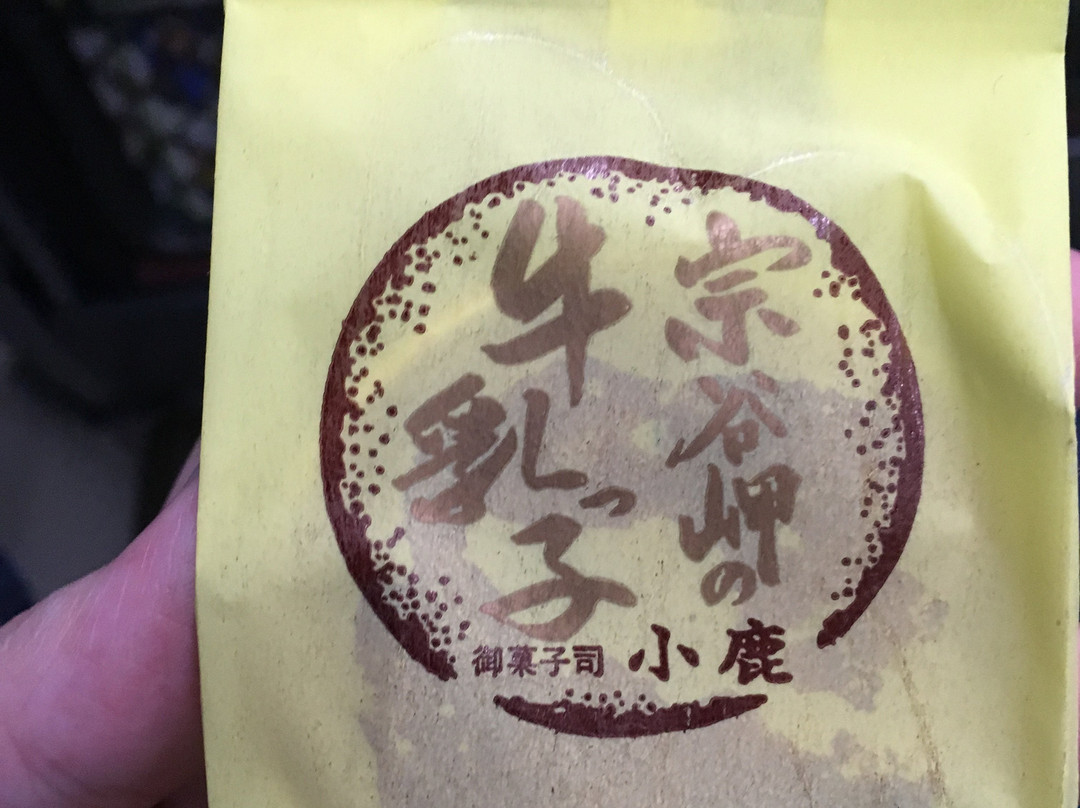 宗谷岬の
牛乳っ子
御菓子司 小鹿